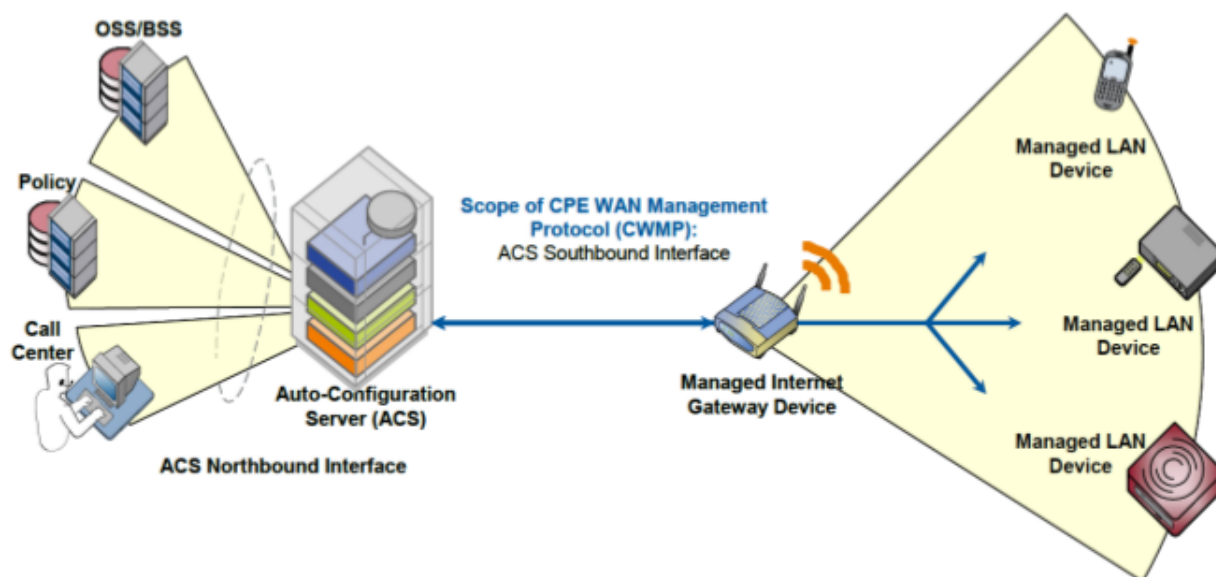 OSS/BSS
Policy
Call
Center
Auto-Configuration
Server (ACS)
ACS Northbound Interface
Scope of CPE WAN Management
Protocol (CWMP):
ACS Southbound Interface
Managed Internet
Gateway Device
Managed LAN
Device
Managed LAN
Device
Managed LAN
Device